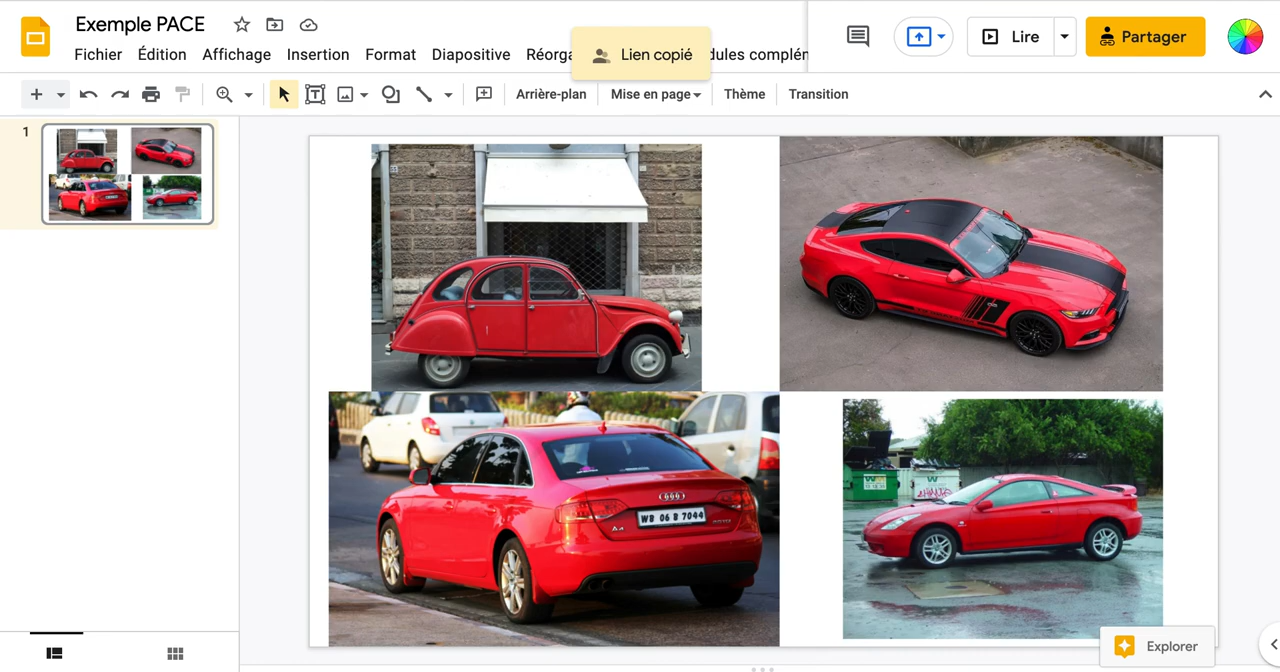 Exemple PACE
Fichier Édition Affichage Insertion Format Diapositive Réorga
Lien copié
dules complén
Lire
Partager
Arrière-plan Mise en page Thème Transition
1
WB 06 B 7044
A4
Explorer